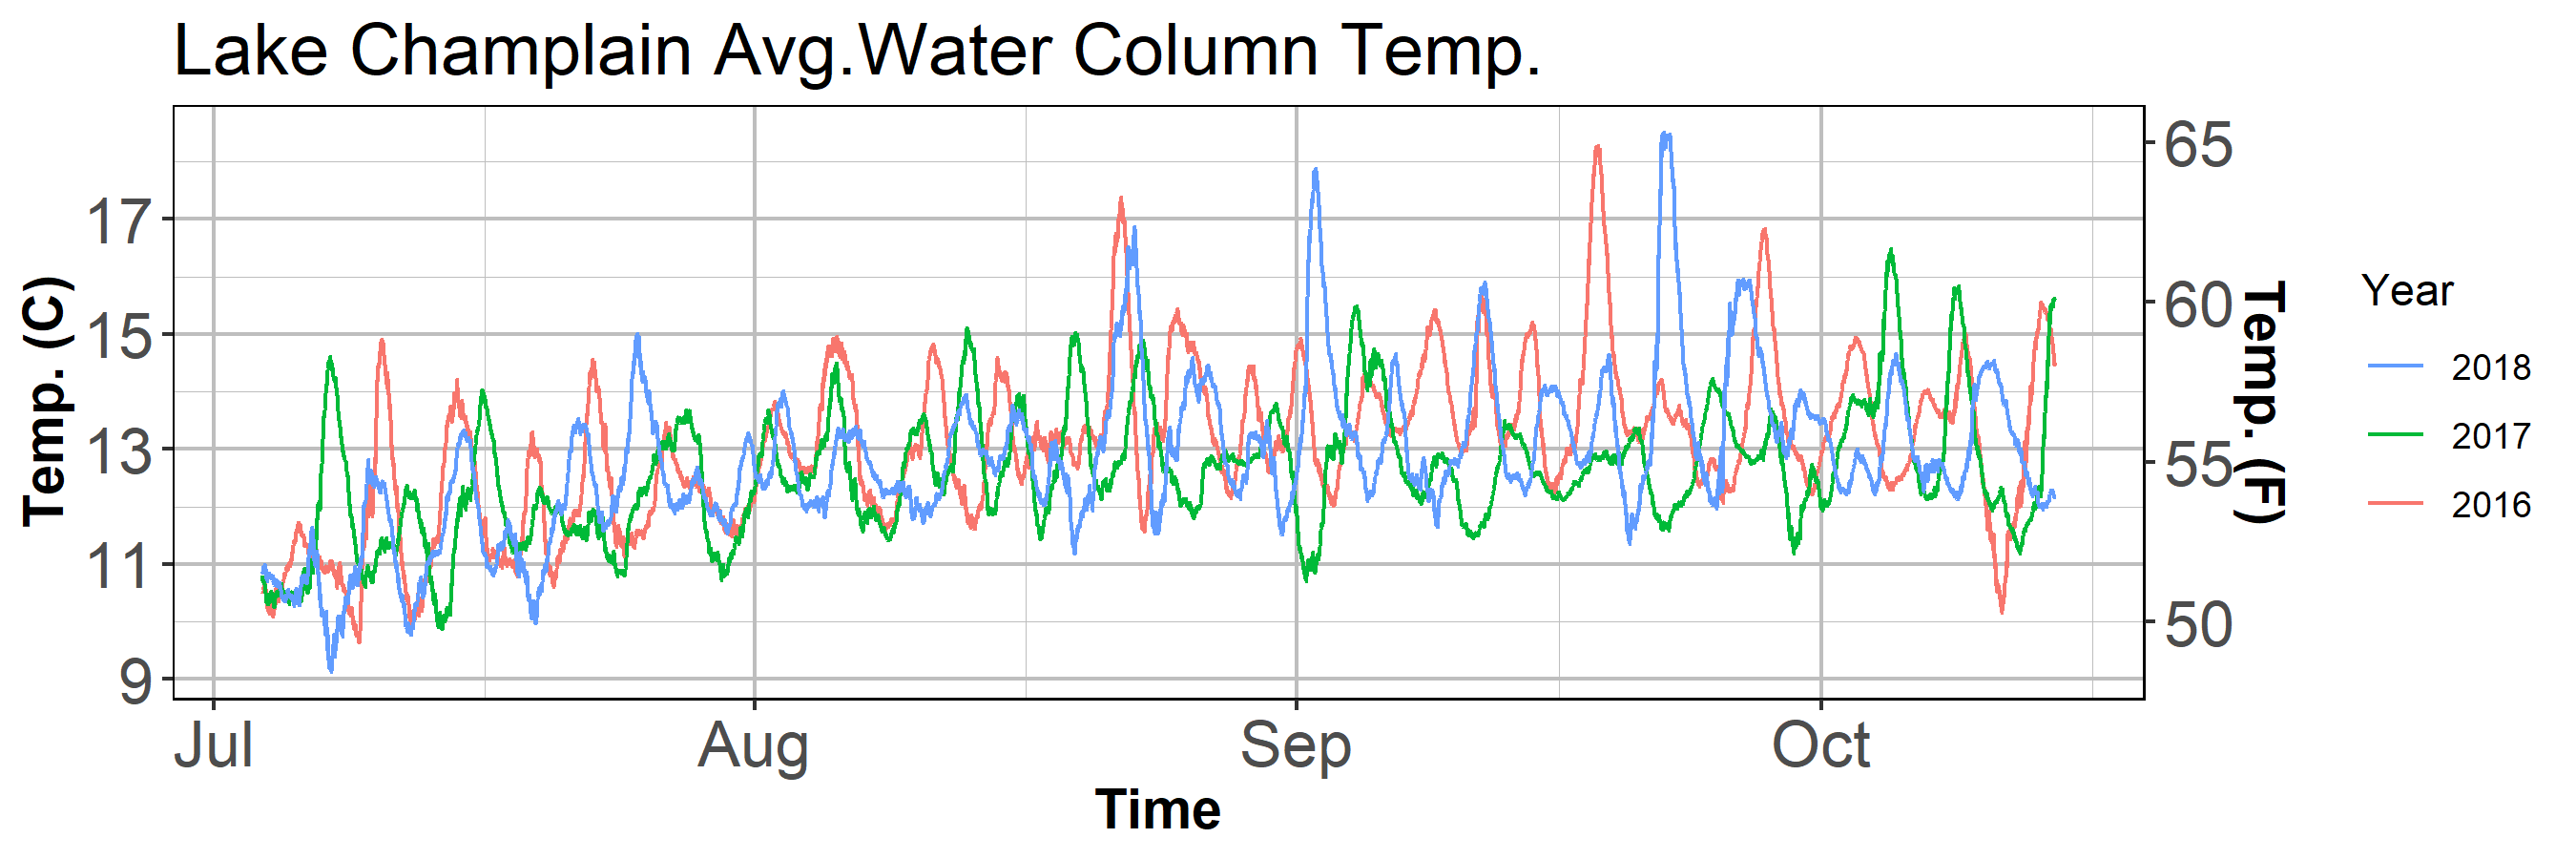 Lake Champlain Avg.Water Column Temp.
Temp. (C)
17
15
13
11
9
65
60
55
50
Temp. (F)
Jul Aug Sep Oct
Time
Year
2018
2017
2016